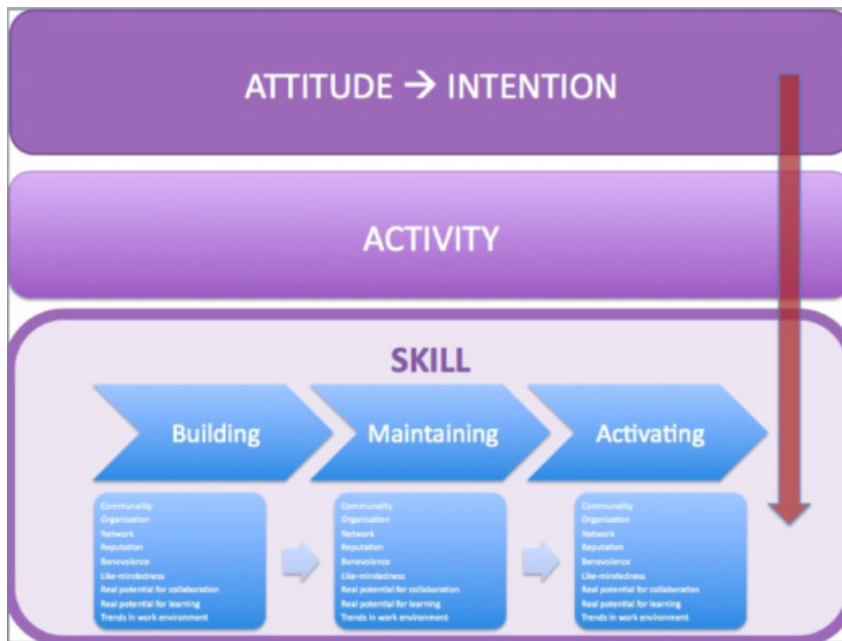 ATTITUDE → INTENTION
ACTIVITY
SKILL
Building
Maintaining
Activating
Communality
Organisation
Network
Reputation
Benevolence
Like-mindedness
Real potential for collaboration
Real potential for learning
Trends in work environment
Communality
Organisation
Network
Reputation
Benevolence
Like-mindedness
Real potential for collaboration
Real potential for learning
Trends in work environment
Communality
Organisation
Network
Reputation
Benevolence
Like-mindedness
Real potential for collaboration
Real potential for learning
Trends in work environment